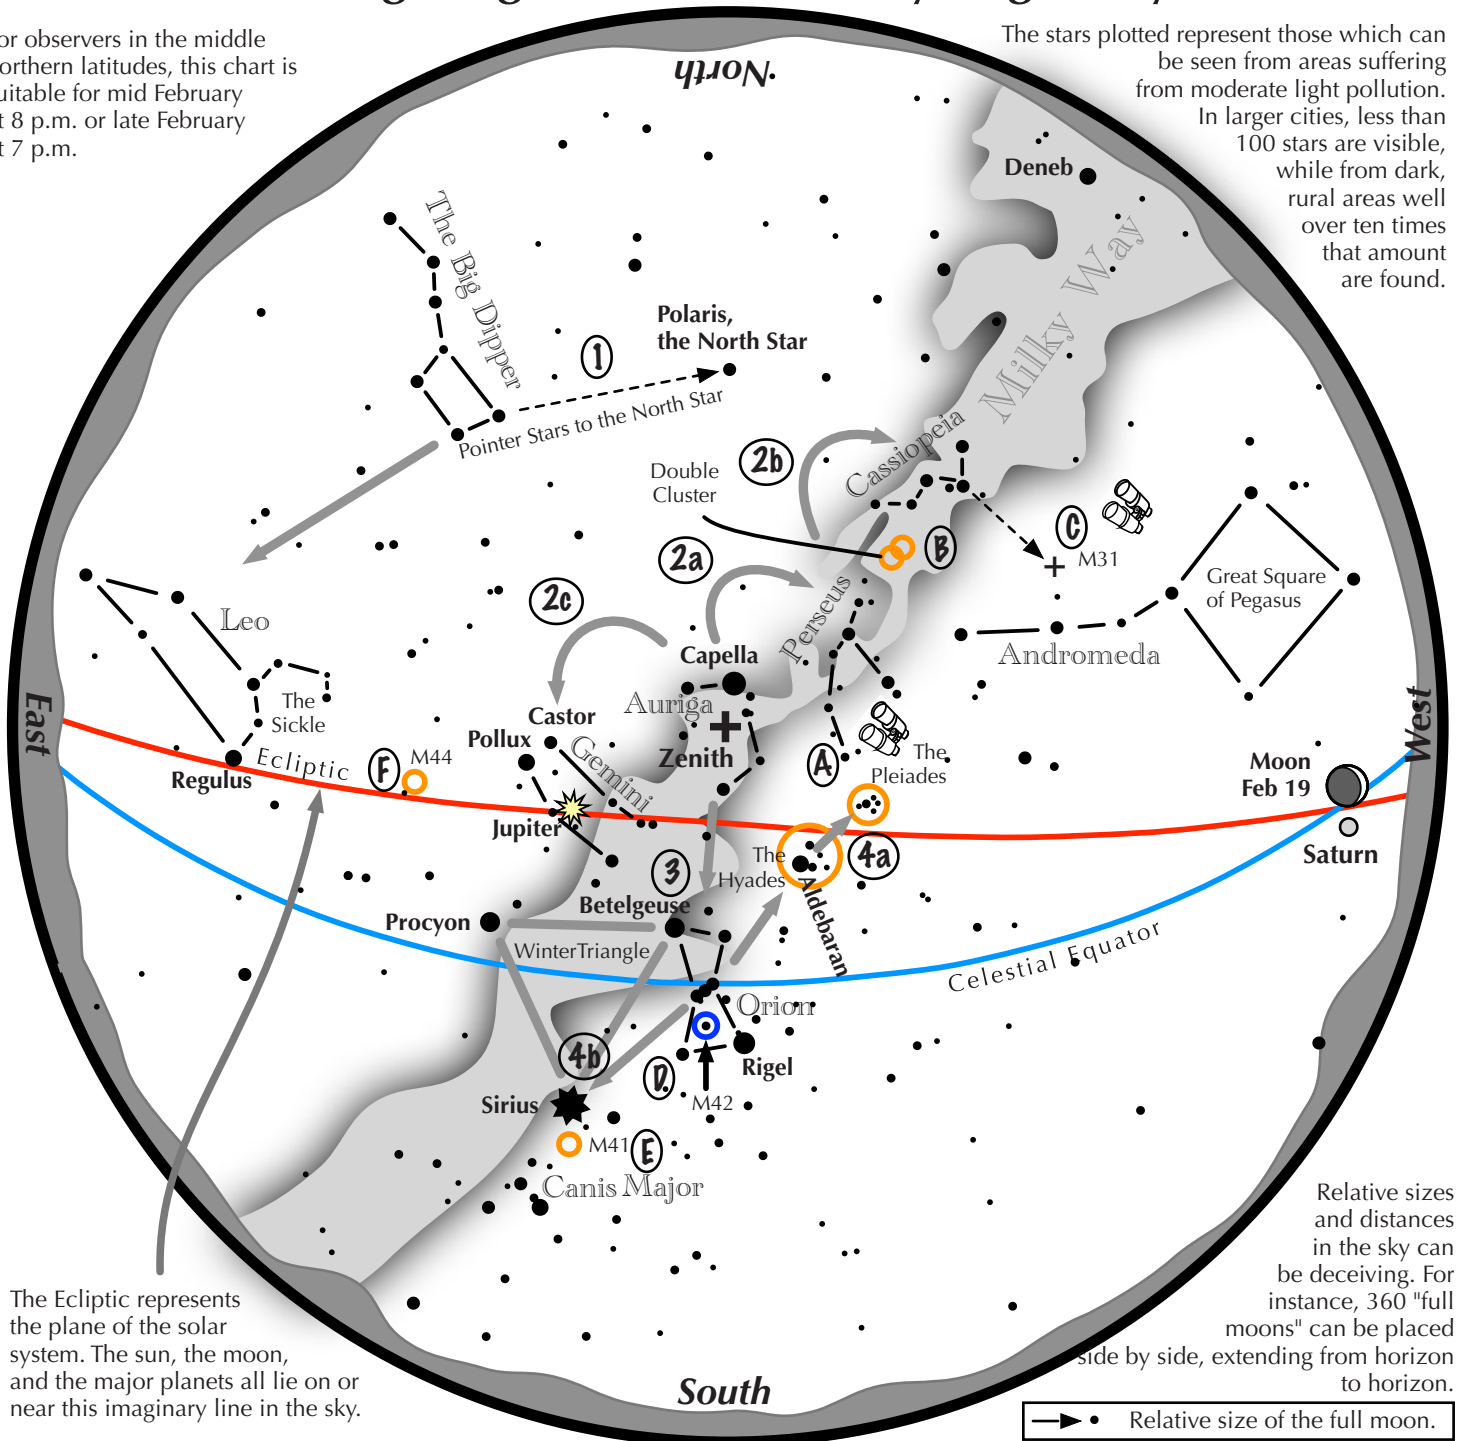 or observers in the middle
orthern latitudes, this chart is
uitable for mid February
t 8 p.m. or late February
t 7 p.m.
The stars plotted represent those which can
be seen from areas suffering
from moderate light pollution.
In larger cities, less than
100 stars are visible,
while from dark,
rural areas well
over ten times
that amount
are found.
North
Deneb
Milky Way
The Big Dipper
Polaris,
the North Star
1
Pointer Stars to the North Star
Cassiopeia
2b
Double
Cluster
C
M31
B
2a
Great Square
of Pegasus
2c
Perseus
Leo
Andromeda
Capella
The
Sickle
Auriga
Castor
East
West
Pollux
Gemini
Zenith
A
The
Pleiades
Moon
Feb 19
Regulus
Ecliptic
F
M44
Jupiter
Saturn
3
The
Hyades
4a
Aldebaran
Betelgeuse
Procyon
WinterTriangle
Celestial Equator
Orion
4b
Rigel
D
M42
Sirius
M41
E
Canis Major
Relative sizes
and distances
in the sky can
be deceiving. For
instance, 360 "full
moons" can be placed
side by side, extending from horizon
to horizon.
The Ecliptic represents
the plane of the solar
system. The sun, the moon,
and the major planets all lie on or
near this imaginary line in the sky.
South
Relative size of the full moon.